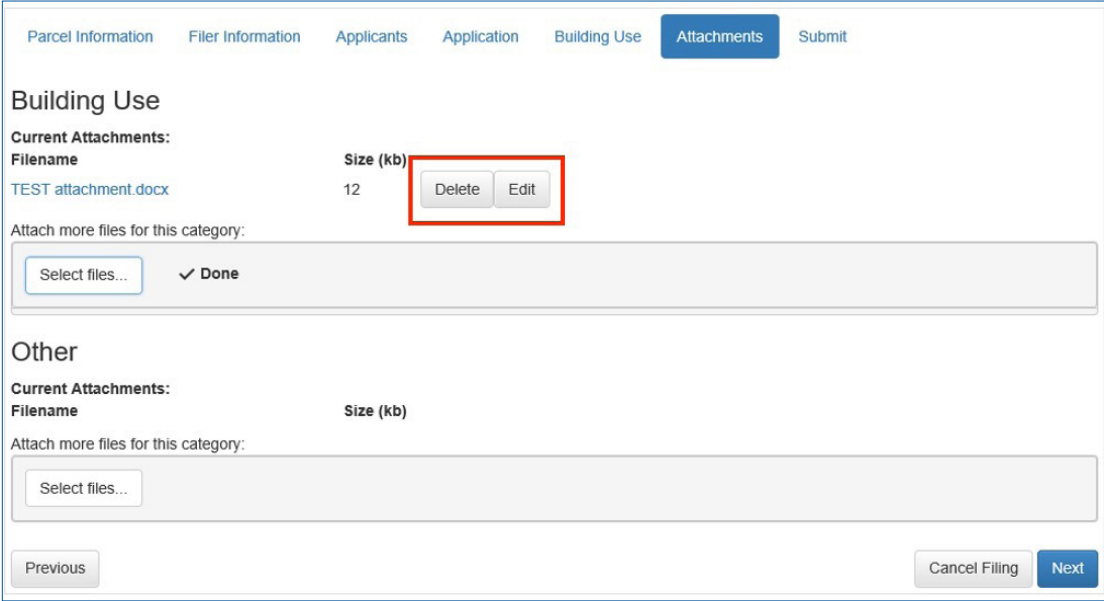 Parcel Information Filer Information Applicants Application Building Use Attachments Submit
Building Use
Current Attachments:
Filename Size (kb)
TEST attachment.docx 12 Delete Edit
Attach more files for this category:
Select files... Done
Other
Current Attachments:
Filename Size (kb)
Attach more files for this category:
Select files...
Previous Cancel Filing Next